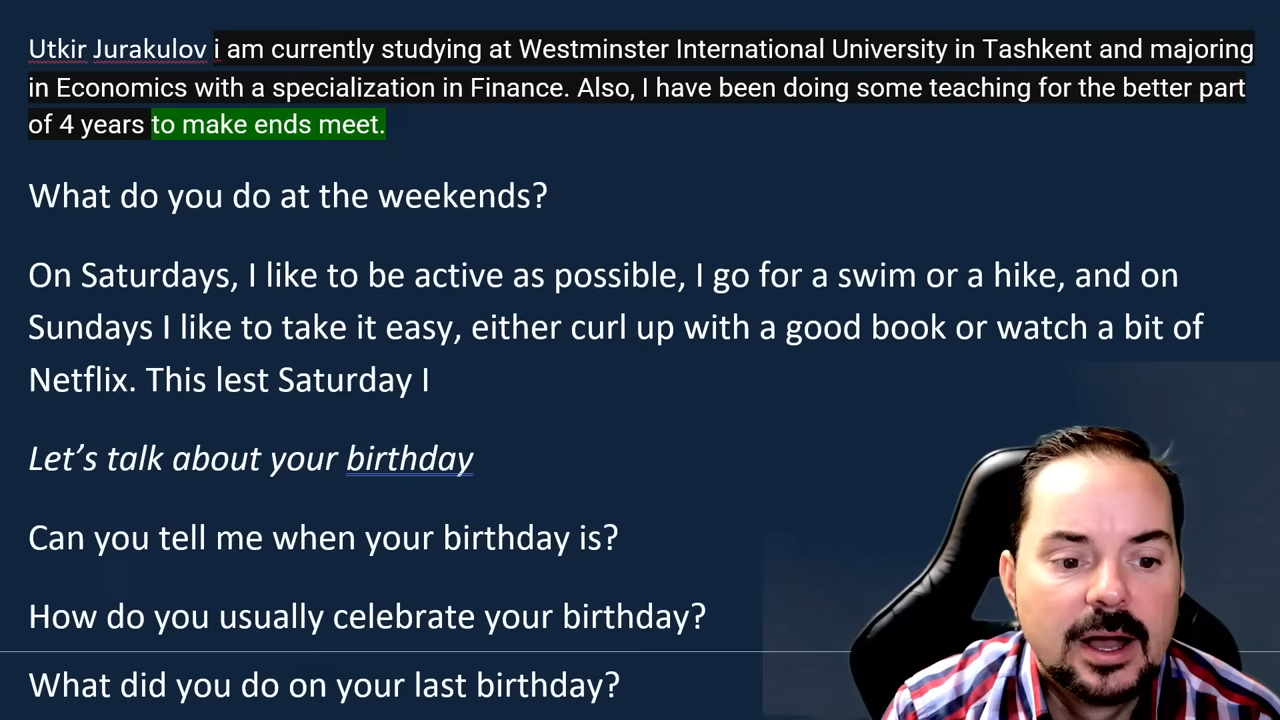 Utkir Jurakulov i am currently studying at Westminster International University in Tashkent and majoring
in Economics with a specialization in Finance. Also, I have been doing some teaching for the better part
of 4 years to make ends meet.
What do you do at the weekends?
On Saturdays, I like to be active as possible, I go for a swim or a hike, and on
Sundays I like to take it easy, either curl up with a good book or watch a bit of
Netflix. This lest Saturday I
Let’s talk about your birthday
Can you tell me when your birthday is?
How do you usually celebrate your birthday?
What did you do on your last birthday?